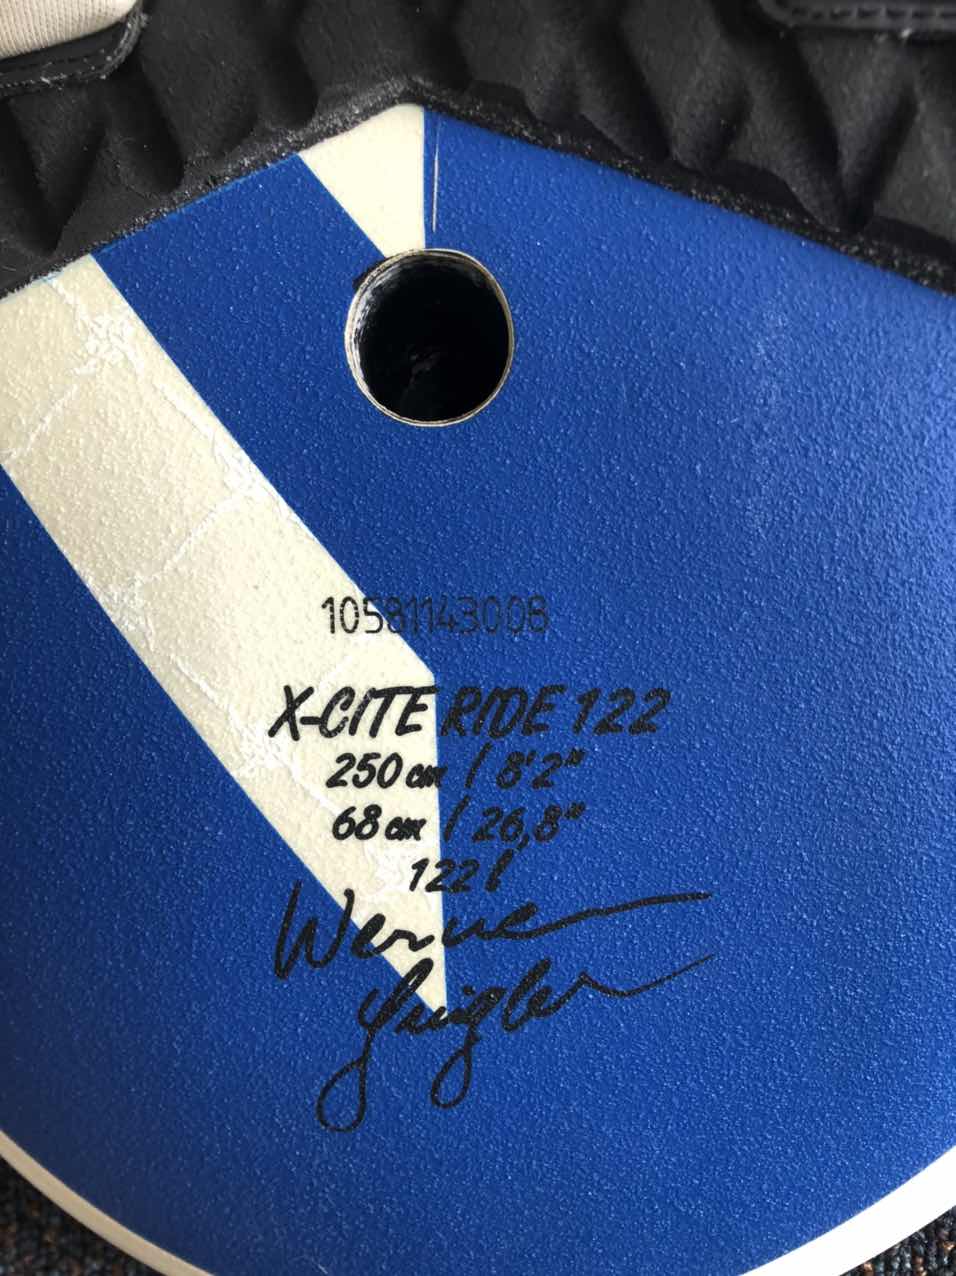 10581143008
X-CITE RIDE 122
250 cm / 8'2"
68 cm / 26,8"
122 l
Werner
Gnigler